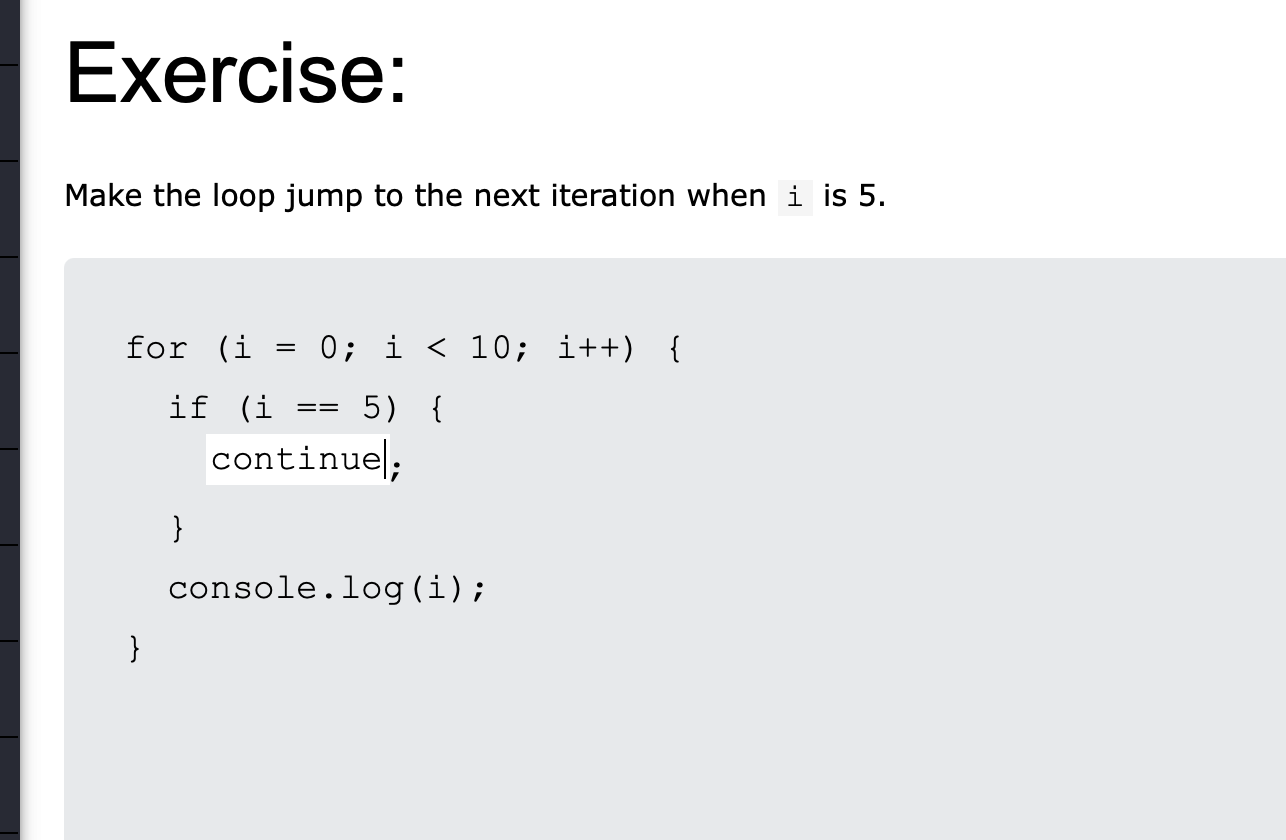 Exercise:
Make the loop jump to the next iteration when i is 5.
for (i = 0; i < 10; i++) {
if (i == 5) {
continue;
}
console.log(i);
}